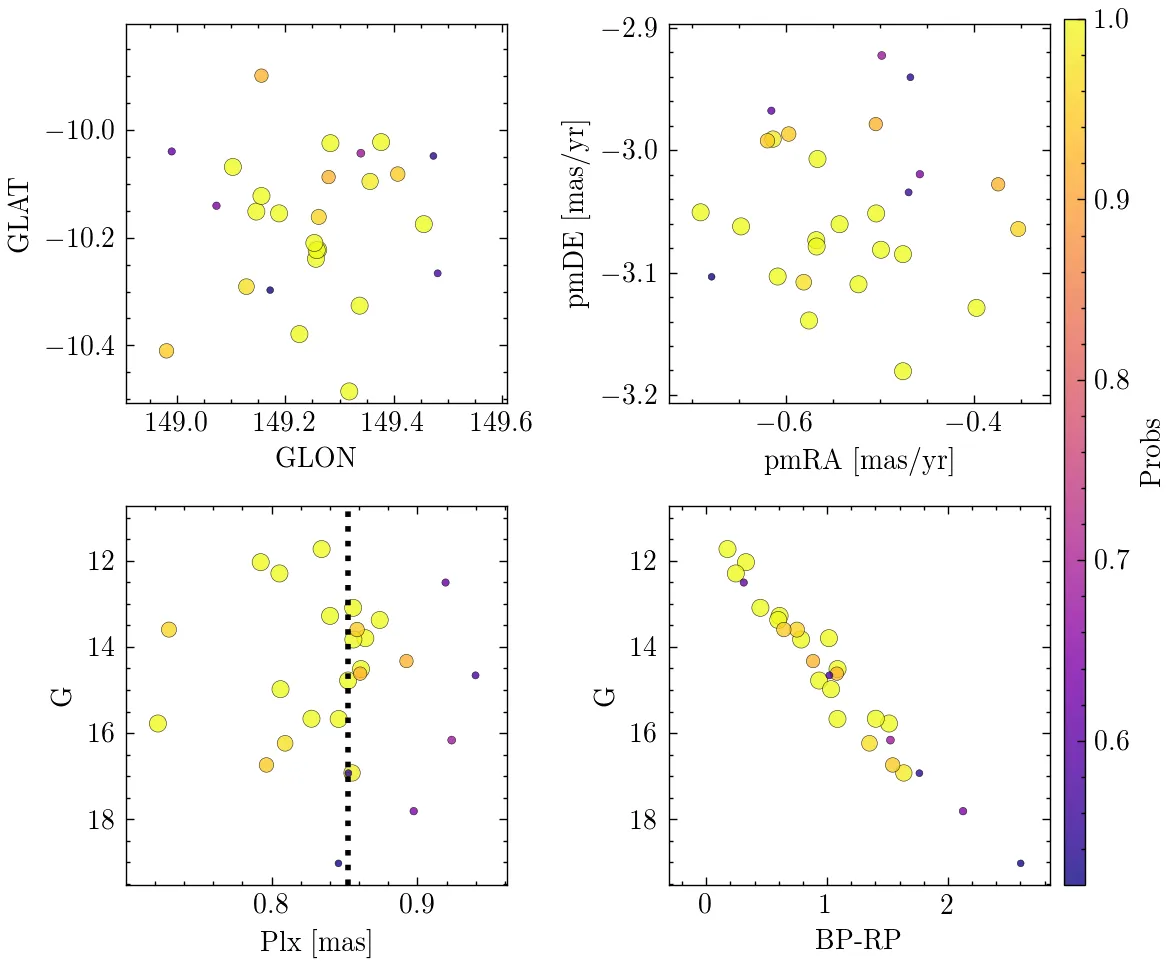 −10.0
−10.2
−10.4
GLAT
149.0 149.2 149.4 149.6
GLON
−2.9
−3.0
−3.1
−3.2
pmDE [mas/yr]
−0.6 −0.4
pmRA [mas/yr]
12
14
16
18
G
0.8 0.9
Plx [mas]
12
14
16
18
G
0 1 2
BP-RP
1.0
0.9
0.8
0.7
0.6
Probs